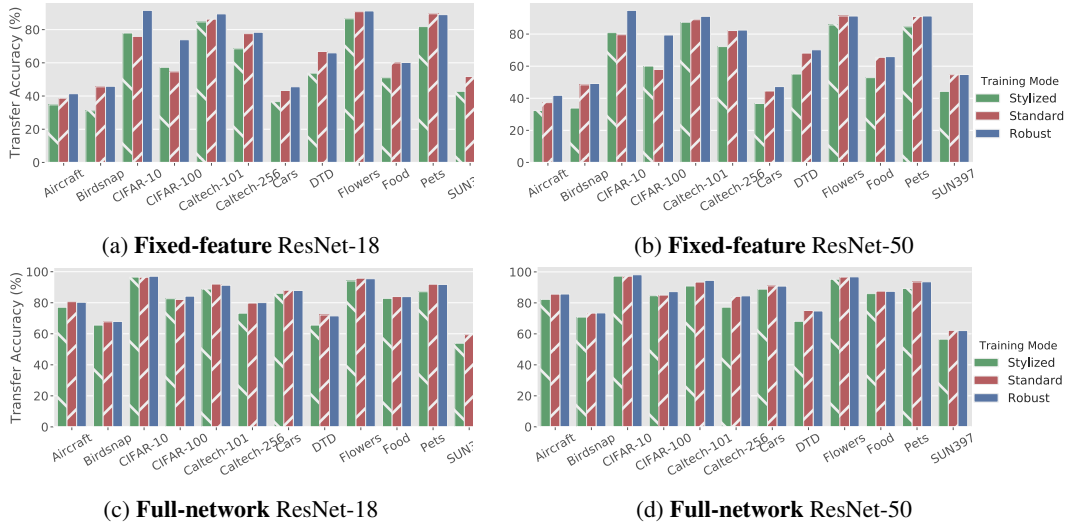 Transfer Accuracy (%)
80
60
40
20
0
Aircraft
Birdsnap
CIFAR-10
CIFAR-100
Caltech-101
Caltech-256
Cars
DTD
Flowers
Food
Pets
SUN39
80
60
40
20
0
Aircraft
Birdsnap
CIFAR-10
CIFAR-100
Caltech-101
Caltech-256
Cars
DTD
Flowers
Food
Pets
SUN397
Training Mode
Stylized
Standard
Robust
(a) Fixed-feature ResNet-18
(b) Fixed-feature ResNet-50
Transfer Accuracy (%)
100
80
60
40
20
0
Aircraft
Birdsnap
CIFAR-10
CIFAR-100
Caltech-101
Caltech-256
Cars
DTD
Flowers
Food
Pets
SUN3
100
80
60
40
20
0
Aircraft
Birdsnap
CIFAR-10
CIFAR-100
Caltech-101
Caltech-256
Cars
DTD
Flowers
Food
Pets
SUN397
Training Mode
Stylized
Standard
Robust
(c) Full-network ResNet-18
(d) Full-network ResNet-50